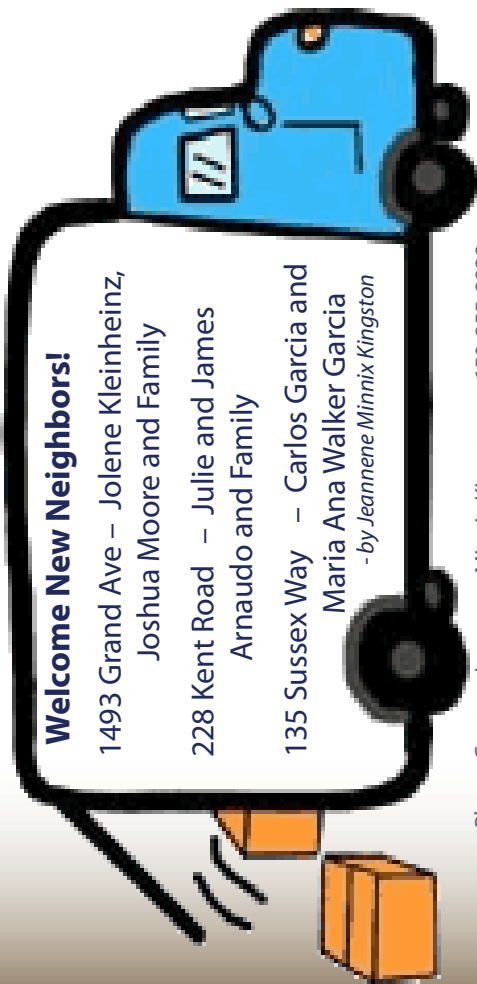 Welcome New Neighbors!
1493 Grand Ave – Jolene Kleinheinz,
Joshua Moore and Family
228 Kent Road – Julie and James
Arnaudo and Family
135 Sussex Way – Carlos Garcia and
Maria Ana Walker Garcia
- by Jeannene Minnix Kingston